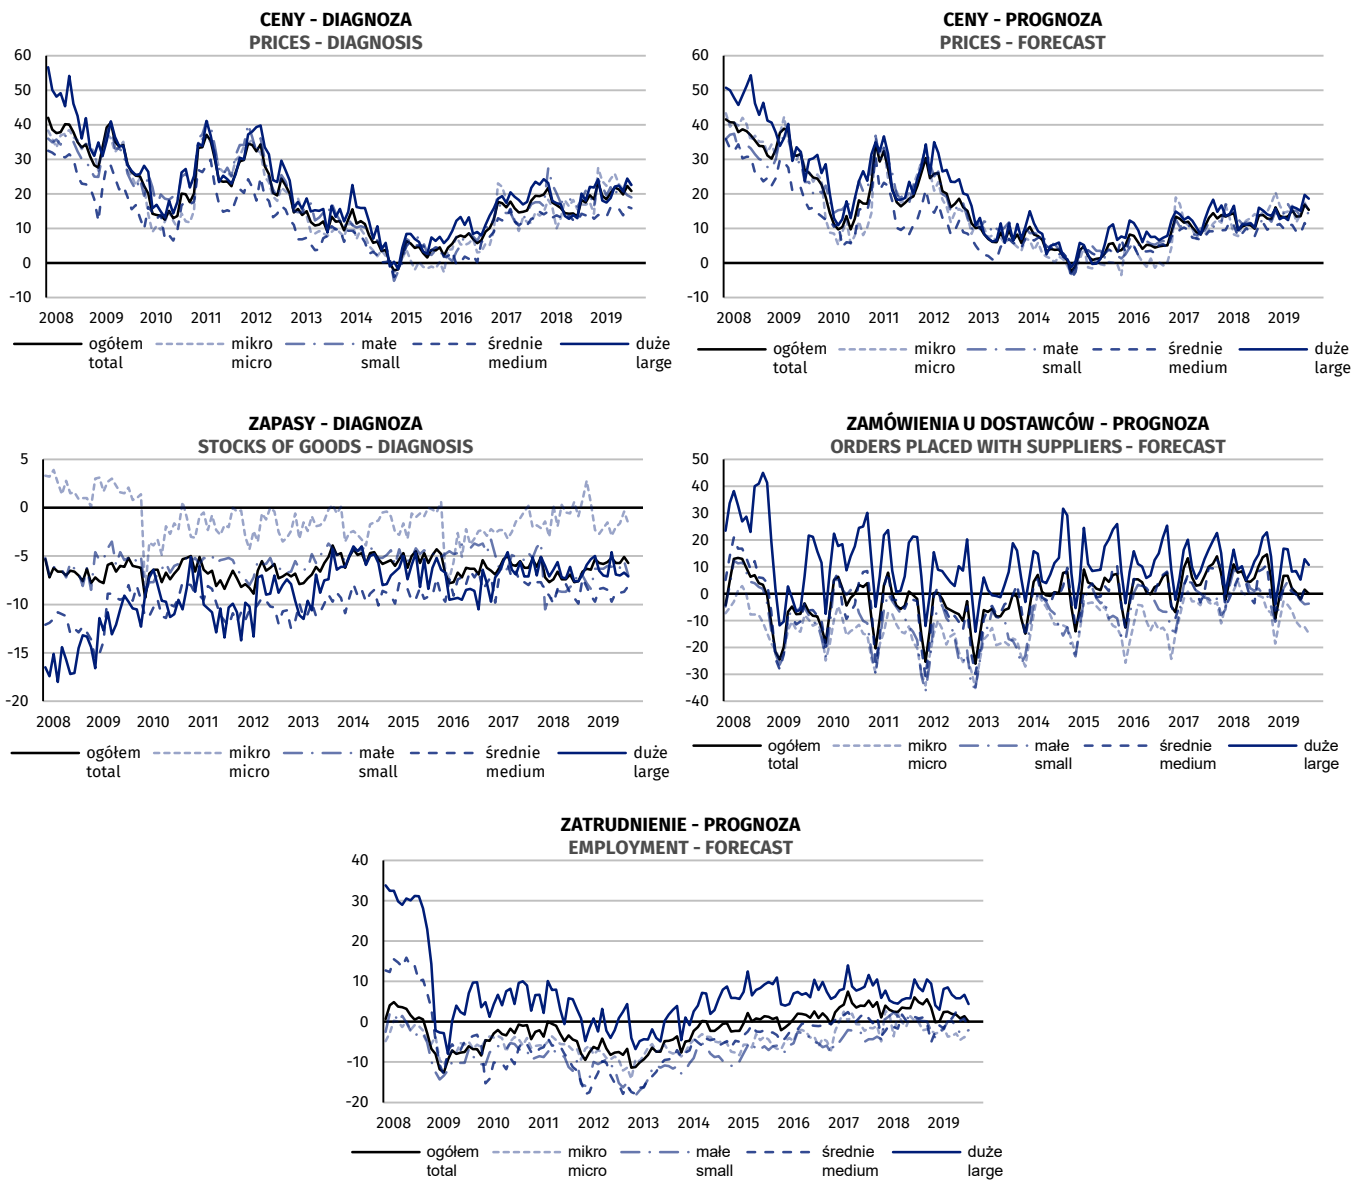 CENY - DIAGNOZA
PRICES - DIAGNOSIS
60
50
40
30
20
10
0
-10
2008 2009 2010 2011 2012 2013 2014 2015 2016 2017 2018 2019
ogółem mikro małe średnie duże
total micro small medium large
CENY - PROGNOZA
PRICES - FORECAST
60
50
40
30
20
10
0
-10
2008 2009 2010 2011 2012 2013 2014 2015 2016 2017 2018 2019
ogółem mikro małe średnie duże
total micro small medium large
ZAPASY - DIAGNOZA
STOCKS OF GOODS - DIAGNOSIS
5
0
-5
-10
-15
-20
2008 2009 2010 2011 2012 2013 2014 2015 2016 2017 2018 2019
ogółem mikro małe średnie duże
total micro small medium large
ZAMÓWIENIA U DOSTAWCÓW - PROGNOZA
ORDERS PLACED WITH SUPPLIERS - FORECAST
50
40
30
20
10
0
-10
-20
-30
-40
2008 2009 2010 2011 2012 2013 2014 2015 2016 2017 2018 2019
ogółem mikro małe średnie duże
total micro small medium large
ZATRUDNIENIE - PROGNOZA
EMPLOYMENT - FORECAST
40
30
20
10
0
-10
-20
2008 2009 2010 2011 2012 2013 2014 2015 2016 2017 2018 2019
ogółem mikro małe średnie duże
total micro small medium large